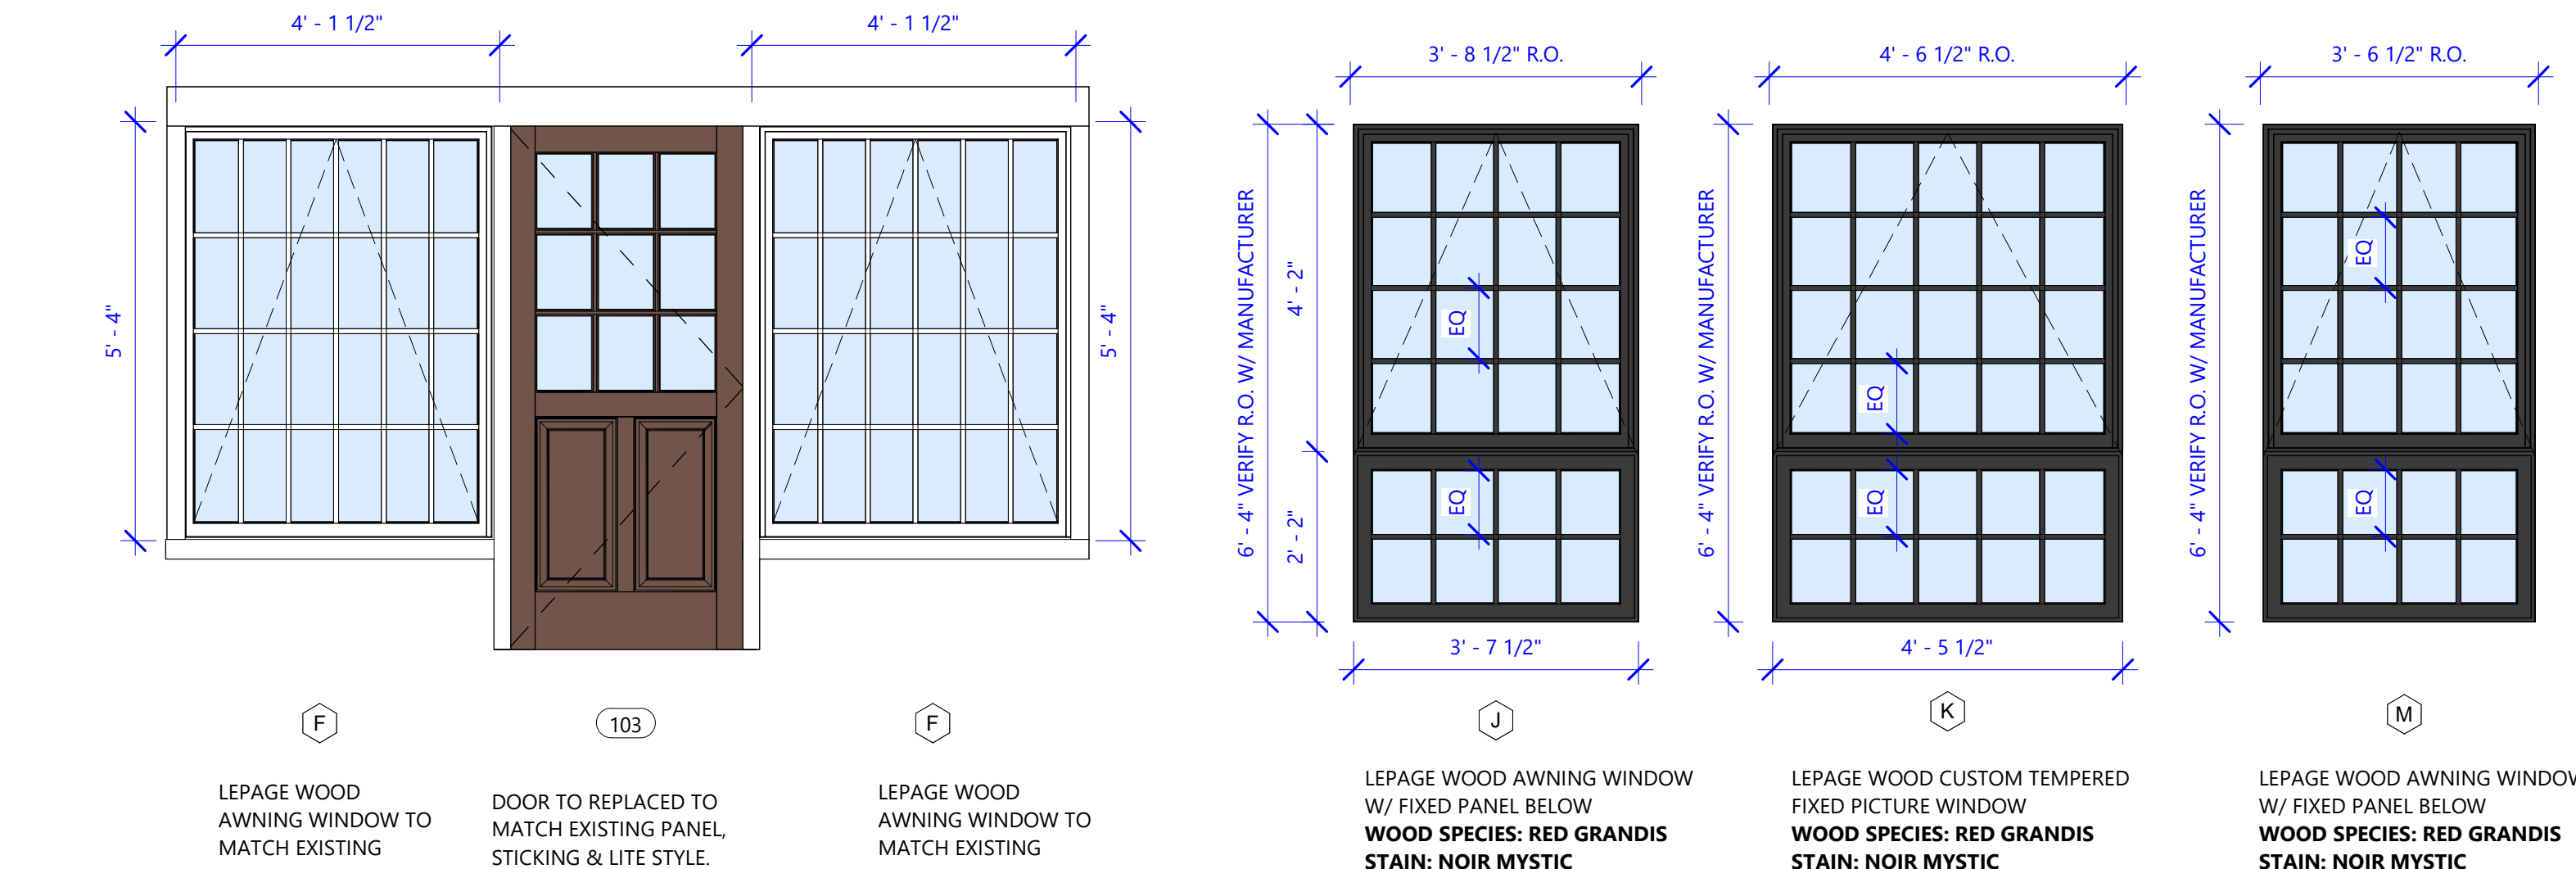 4' - 1 1/2"
4' - 1 1/2"
5' - 4"
5' - 4"
F
103
F
LEPAGE WOOD
AWNING WINDOW TO
MATCH EXISTING
DOOR TO REPLACED TO
MATCH EXISTING PANEL,
STICKING & LITE STYLE.
LEPAGE WOOD
AWNING WINDOW TO
MATCH EXISTING
3' - 8 1/2" R.O.
6' - 4" VERIFY R.O. W/ MANUFACTURER
4' - 2"
2' - 2"
EQ
EQ
3' - 7 1/2"
J
LEPAGE WOOD AWNING WINDOW
W/ FIXED PANEL BELOW
WOOD SPECIES: RED GRANDIS
STAIN: NOIR MYSTIC
4' - 6 1/2" R.O.
6' - 4" VERIFY R.O. W/ MANUFACTURER
EQ
EQ
4' - 5 1/2"
K
LEPAGE WOOD CUSTOM TEMPERED
FIXED PICTURE WINDOW
WOOD SPECIES: RED GRANDIS
STAIN: NOIR MYSTIC
3' - 6 1/2" R.O.
6' - 4" VERIFY R.O. W/ MANUFACTURER
EQ
EQ
M
LEPAGE WOOD AWNING WINDOW
W/ FIXED PANEL BELOW
WOOD SPECIES: RED GRANDIS
STAIN: NOIR MYSTIC